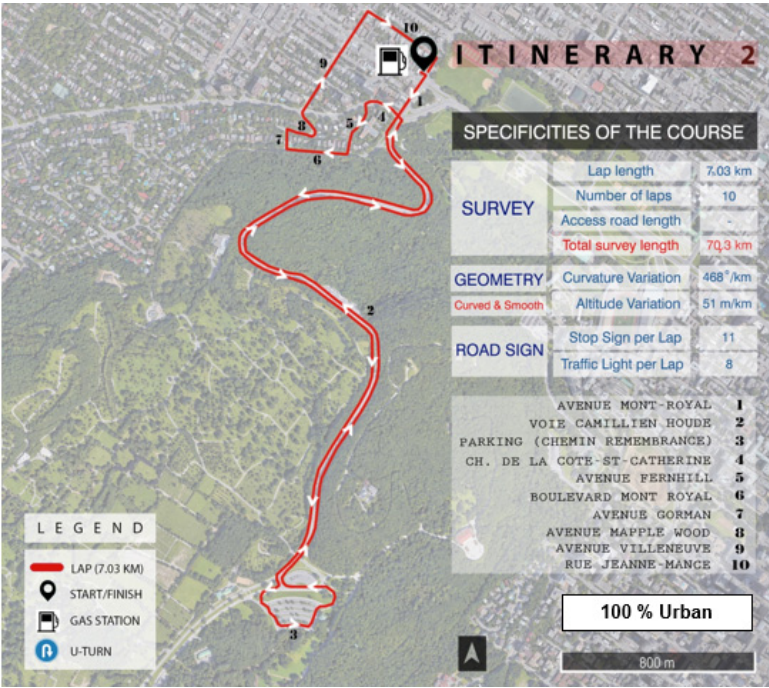 ITINERARY 2
SPECIFICITIES OF THE COURSE
SURVEY
Lap length 7.03 km
Number of laps 10
Access road length -
Total survey length 70.3 km
GEOMETRY Curvature Variation 468°/km
Curved & Smooth Altitude Variation 51 m/km
ROAD SIGN
Stop Sign per Lap 11
Traffic Light per Lap 8
AVENUE MONT-ROYAL 1
VOIE CAMILLIEN HOUDE 2
PARKING (CHEMIN REMEMBRANCE) 3
CH. DE LA COTE-ST-CATHERINE 4
AVENUE FERNHILL 5
BOULEVARD MONT ROYAL 6
AVENUE GORMAN 7
AVENUE MAPPLE WOOD 8
AVENUE VILLENEUVE 9
RUE JEANNE-MANCE 10
100 % Urban
800 m
LEGEND
LAP (7.03 KM)
START/FINISH
GAS STATION
U-TURN
10
9
1
4
5
8
7
6
2
3